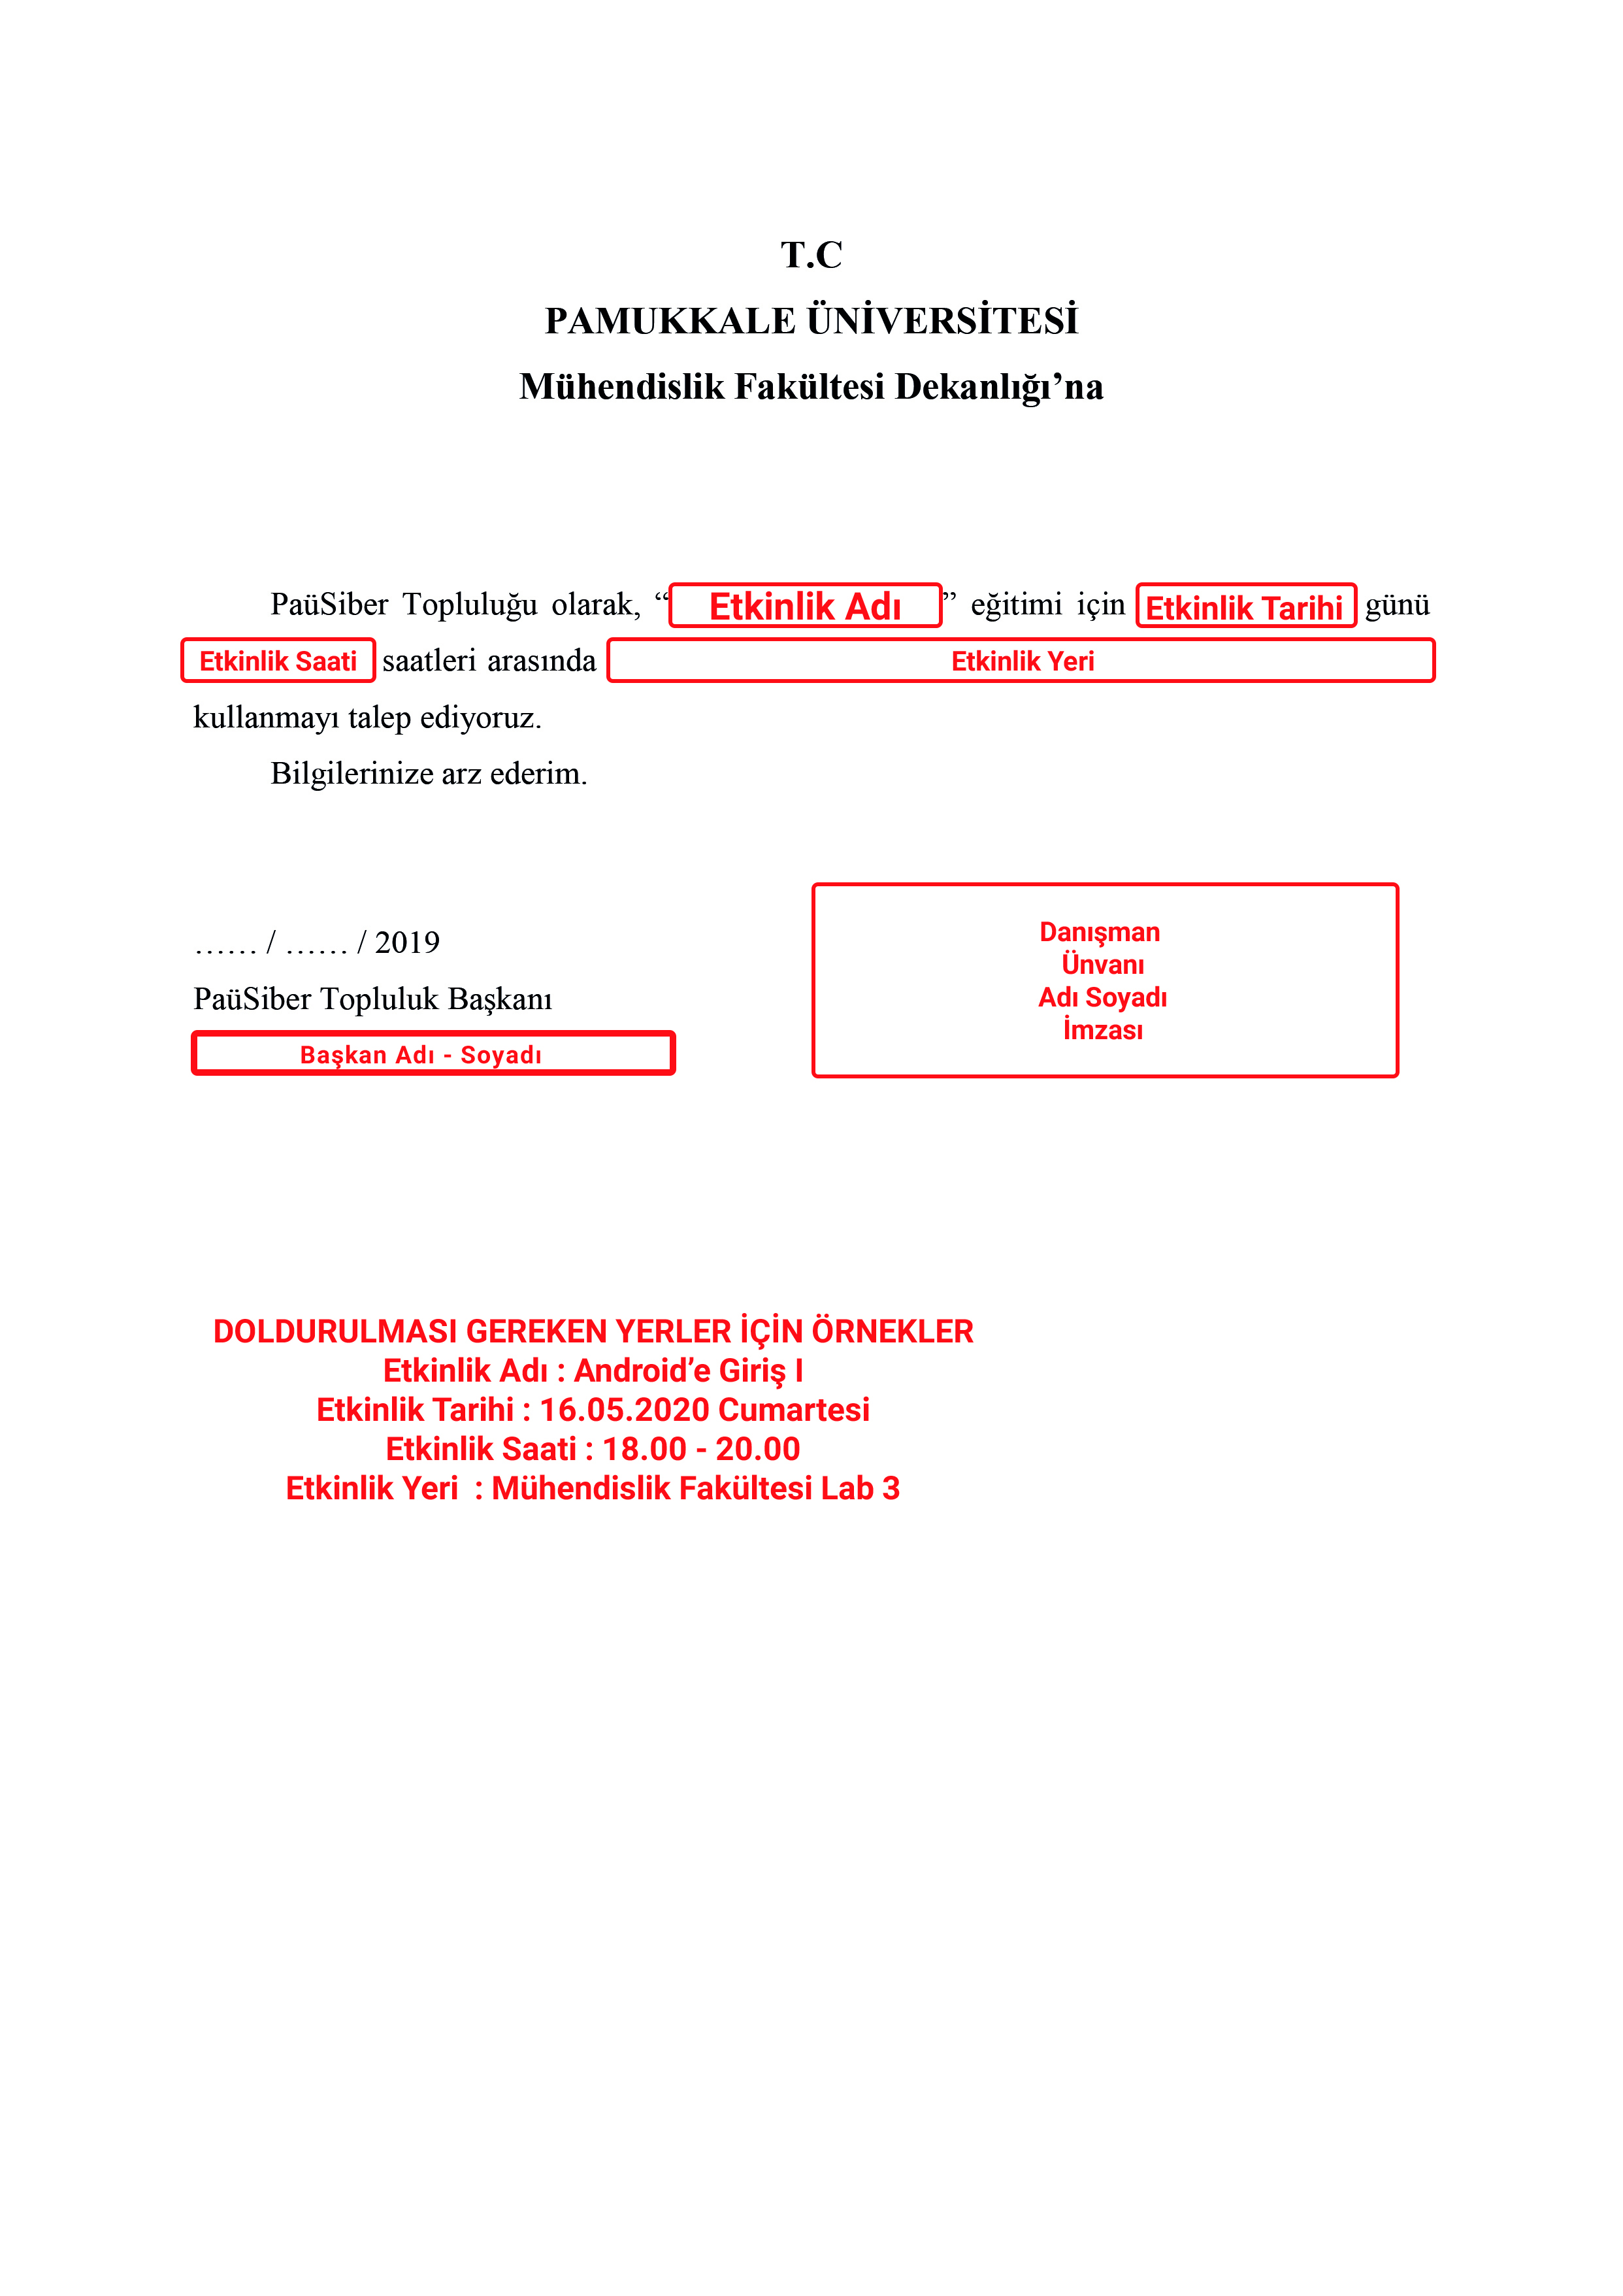 T.C
PAMUKKALE ÜNİVERSİTESİ
Mühendislik Fakültesi Dekanlığı’na
PaüSiber Topluluğu olarak, “Etkinlik Adı” eğitimi için Etkinlik Tarihi günü
Etkinlik Saati saatleri arasında Etkinlik Yeri
kullanmayı talep ediyoruz.
Bilgilerinize arz ederim.
...... / ...... / 2019
PaüSiber Topluluk Başkanı
Başkan Adı - Soyadı
Danışman
Ünvanı
Adı Soyadı
İmzası
DOLDURULMASI GEREKEN YERLER İÇİN ÖRNEKLER
Etkinlik Adı : Android’e Giriş I
Etkinlik Tarihi : 16.05.2020 Cumartesi
Etkinlik Saati : 18.00 - 20.00
Etkinlik Yeri  : Mühendislik Fakültesi Lab 3